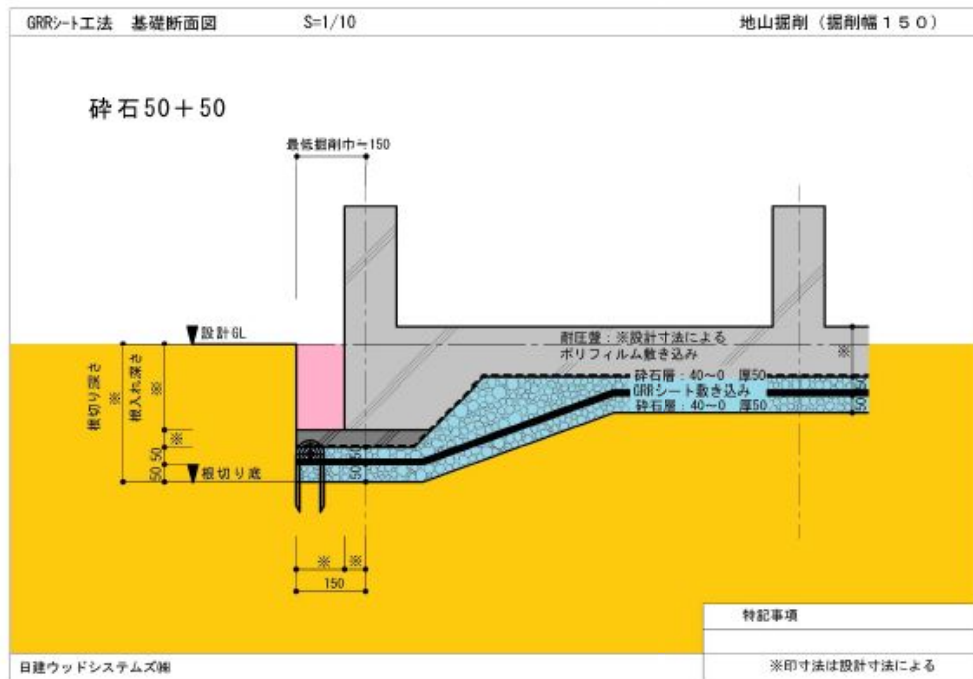 GRRシート工法 基礎断面図 S=1/10 地山掘削（掘削幅１５０）
砕石50＋50
最低掘削巾≒150
設計GL
根切り深さ
※
根入れ深さ
※
※
50 50
根切り底
耐圧盤：※設計寸法による
ポリフィルム敷き込み
砕石層：40～0 厚50
GRRシート敷き込み
砕石層：40～0 厚50
※
50 50
50 50
※ ※
150
特記事項
※印寸法は設計寸法による
日建ウッドシステムズ㈱